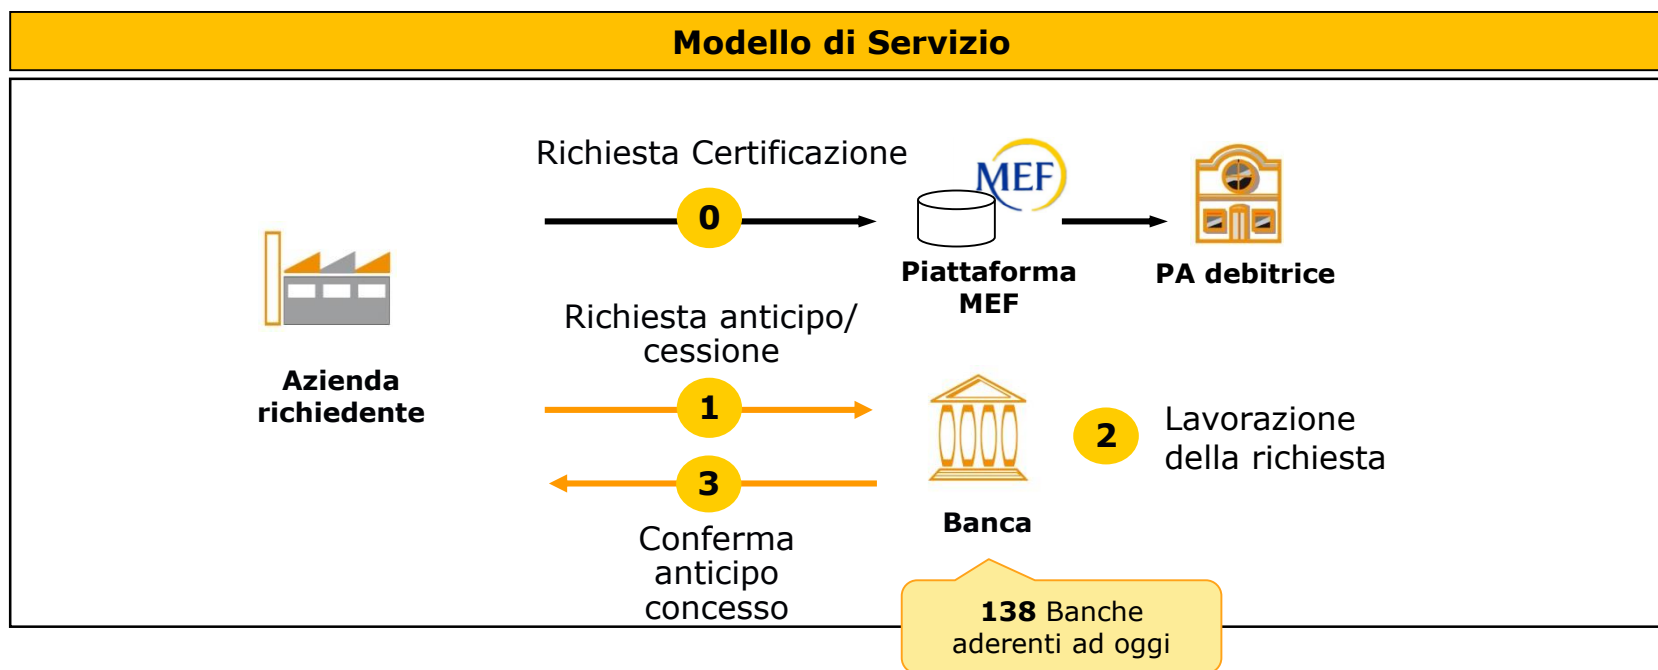 Modello di Servizio
Richiesta Certificazione
MEF
0
Piattaforma
MEF
PA debitrice
Azienda
richiedente
Richiesta anticipo/
cessione
1
2
Lavorazione
della richiesta
3
Banca
Conferma
anticipo
concesso
138 Banche
aderenti ad oggi